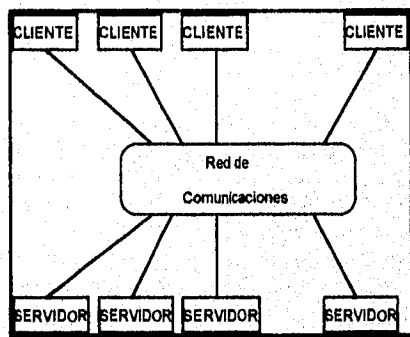 CLIENTE CLIENTE CLIENTE CLIENTE
Red de
Comunicaciones
SERVIDOR SERVIDOR SERVIDOR SERVIDOR